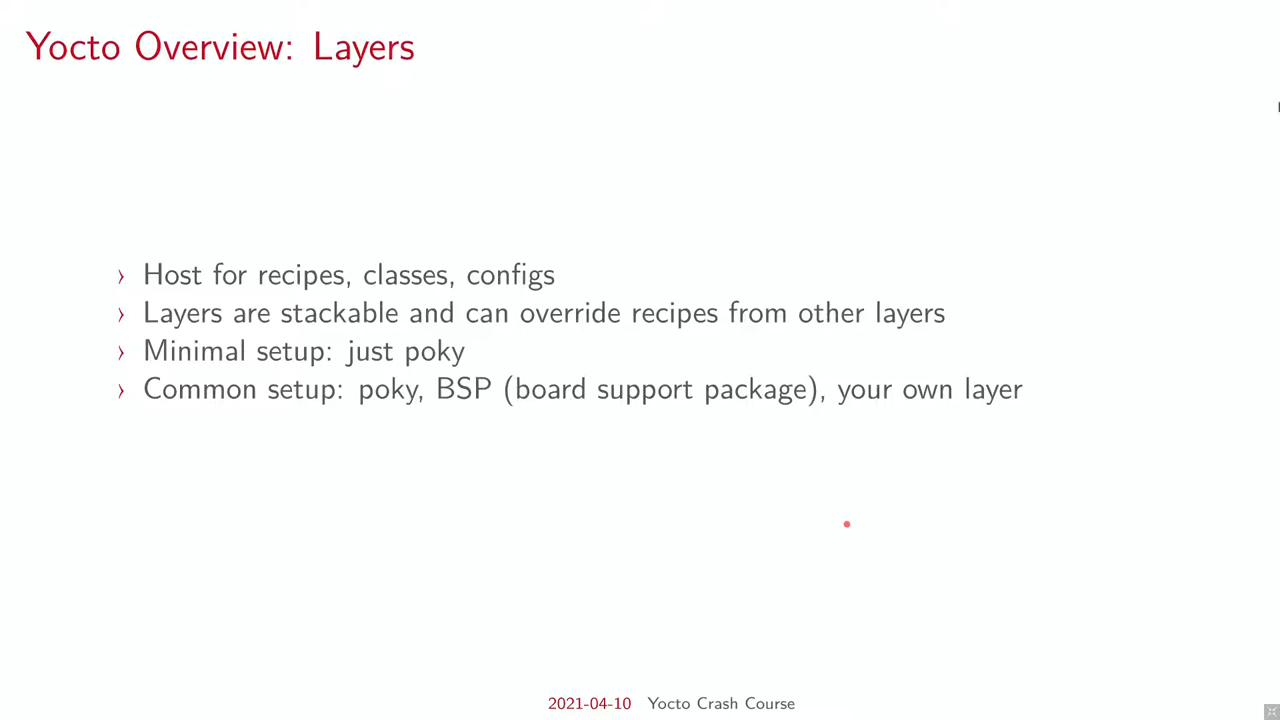 Yocto Overview: Layers
› Host for recipes, classes, configs
› Layers are stackable and can override recipes from other layers
› Minimal setup: just poky
› Common setup: poky, BSP (board support package), your own layer
2021-04-10 Yocto Crash Course